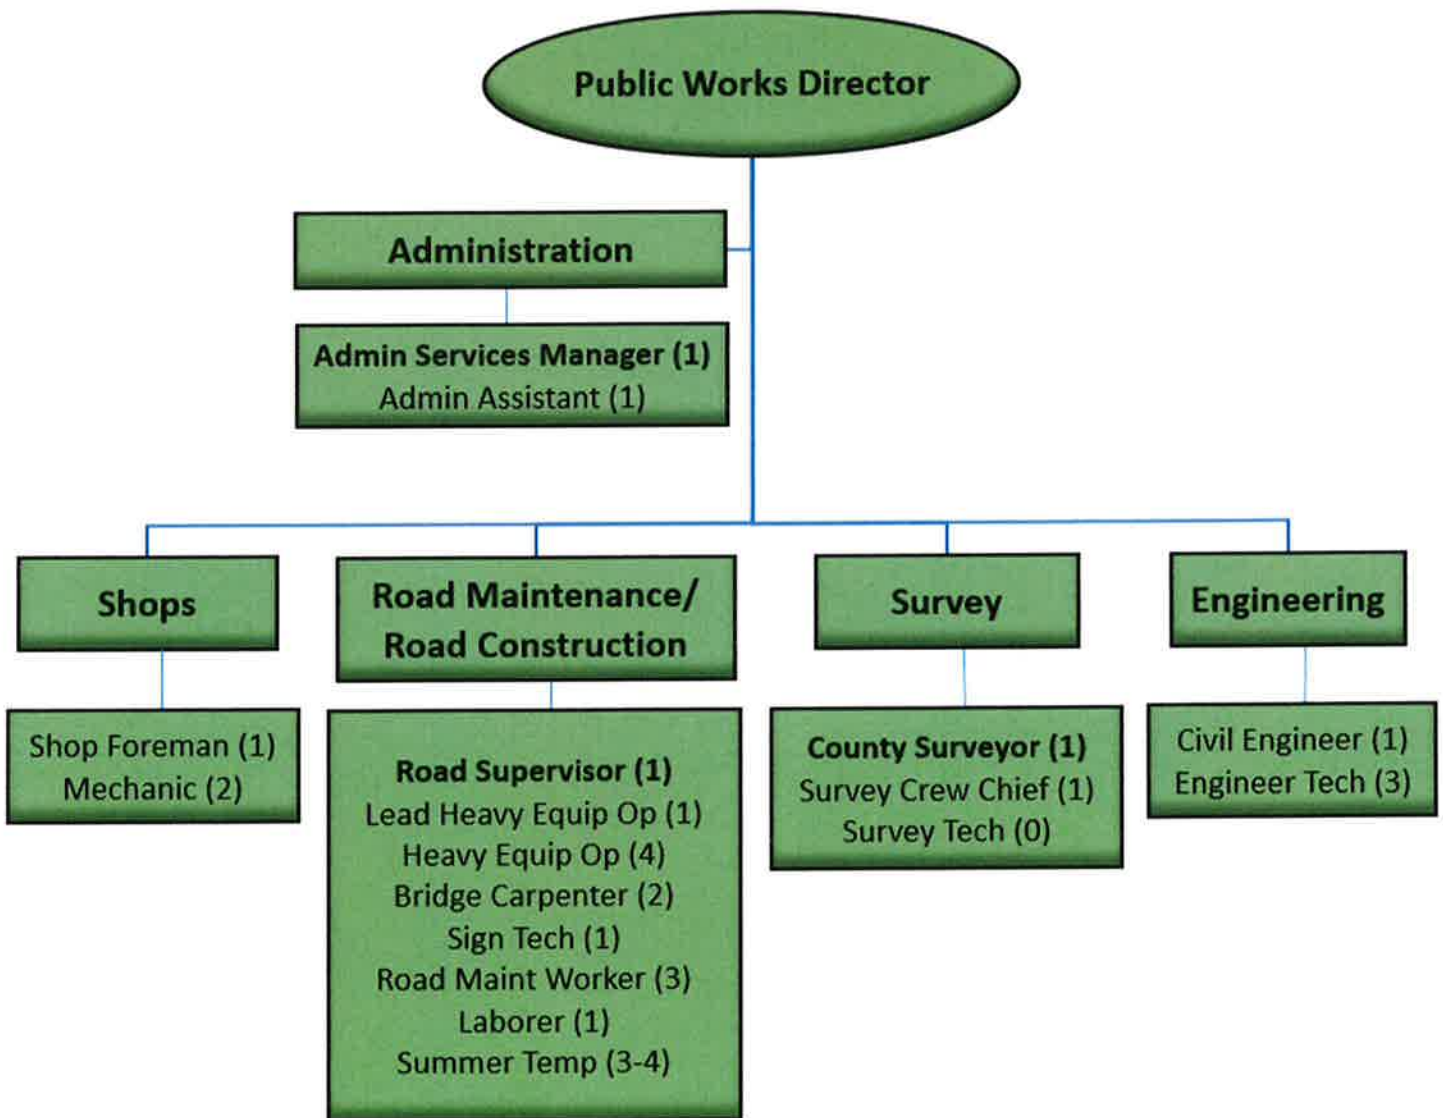 Public Works Director
Administration
Admin Services Manager (1)
Admin Assistant (1)
Shops
Road Maintenance/
Road Construction
Survey
Engineering
Shop Foreman (1)
Mechanic (2)
Road Supervisor (1)
Lead Heavy Equip Op (1)
Heavy Equip Op (4)
Bridge Carpenter (2)
Sign Tech (1)
Road Maint Worker (3)
Laborer (1)
Summer Temp (3-4)
County Surveyor (1)
Survey Crew Chief (1)
Survey Tech (0)
Civil Engineer (1)
Engineer Tech (3)